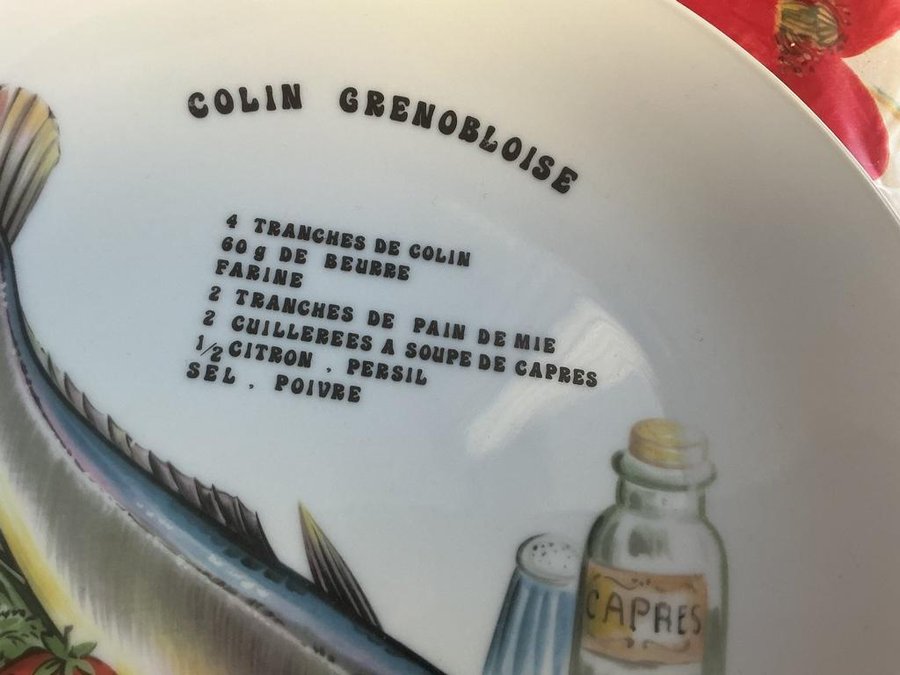 COLIN GRENOBLOISE
4 TRANCHES DE COLIN
60 g DE BEURRE
FARINE
2 TRANCHES DE PAIN DE MIE
2 CUILLEREES A SOUPE DE CAPRES
1/2 CITRON , PERSIL
SEL , POIVRE
CAPRES